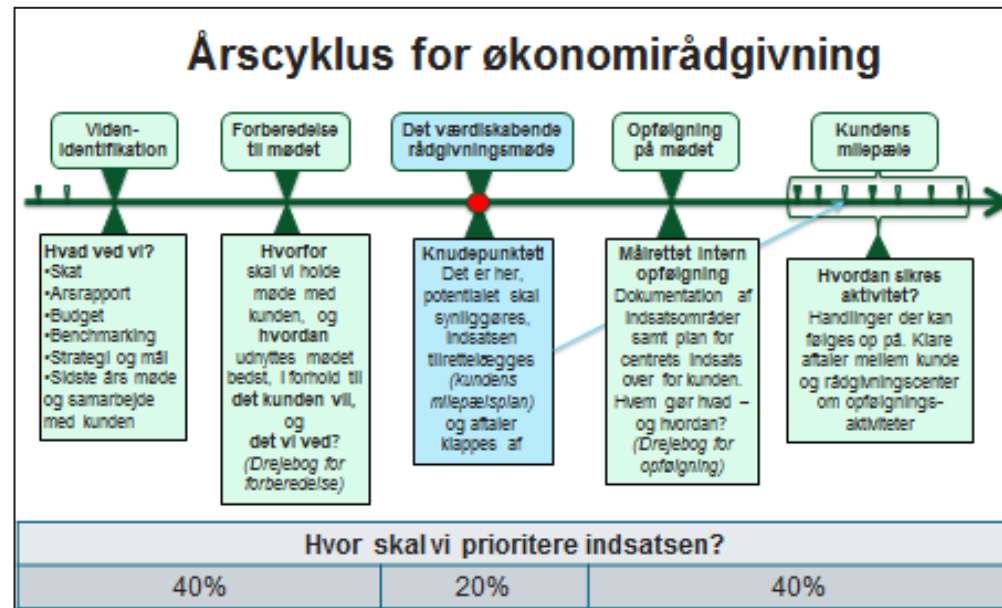 Årscyklus for økonomirådgivning
Viden-
identifikation
Forberedelse
til mødet
Det værdiskabende
rådgivningsmøde
Opfølgning
på mødet
Kundens
milepæle
Hvad ved vi?
•Skat
•Årsrapport
•Budget
•Benchmarking
•Strategi og mål
•Sidste års møde
og samarbejde
med kunden
Hvorfor
skal vi holde
møde med
kunden, og
hvordan
udnyttes mødet
bedst, i forhold til
det kunden vil,
og
det vi ved?
(Drejebog for
forberedelse)
Knudepunktet!
Det er her,
potentialet skal
synliggøres,
indsatsen
tilrettelægges
(kundens
milepælsplan)
og aftaler
klappes af
Målrettet intern
opfølgning
Dokumentation af
indsatsområder
samt plan for
centrets indsats
over for kunden.
Hvem gør hvad –
og hvordan?
(Drejebog for
opfølgning)
Hvordan sikres
aktivitet?
Handlinger der kan
følges op på. Klare
aftaler mellem kunde
og rådgivningscenter
om opfølgnings-
aktiviteter
Hvor skal vi prioritere indsatsen?
40%
20%
40%